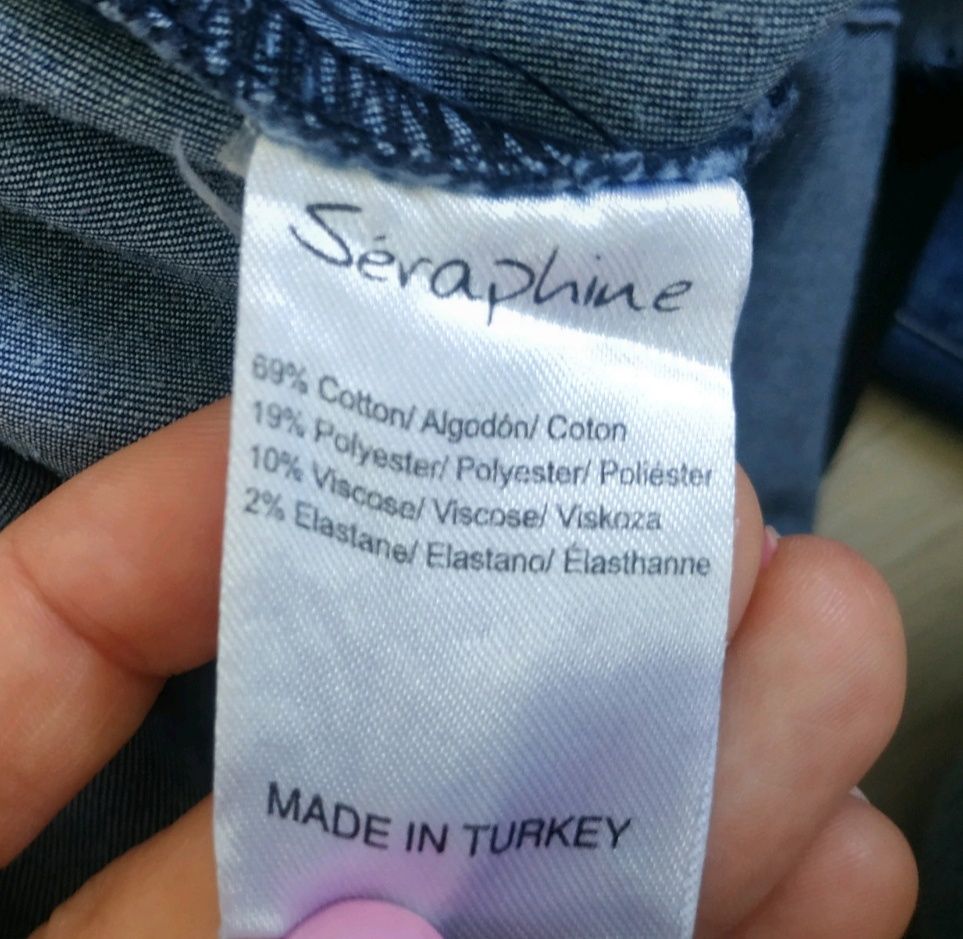 Séraphine
69% Cotton/ Algodón/ Coton
19% Polyester/ Polyester/ Poliéster
10% Viscose/ Viscose/ Viskoza
2% Elastane/ Elastano/ Élasthanne
MADE IN TURKEY